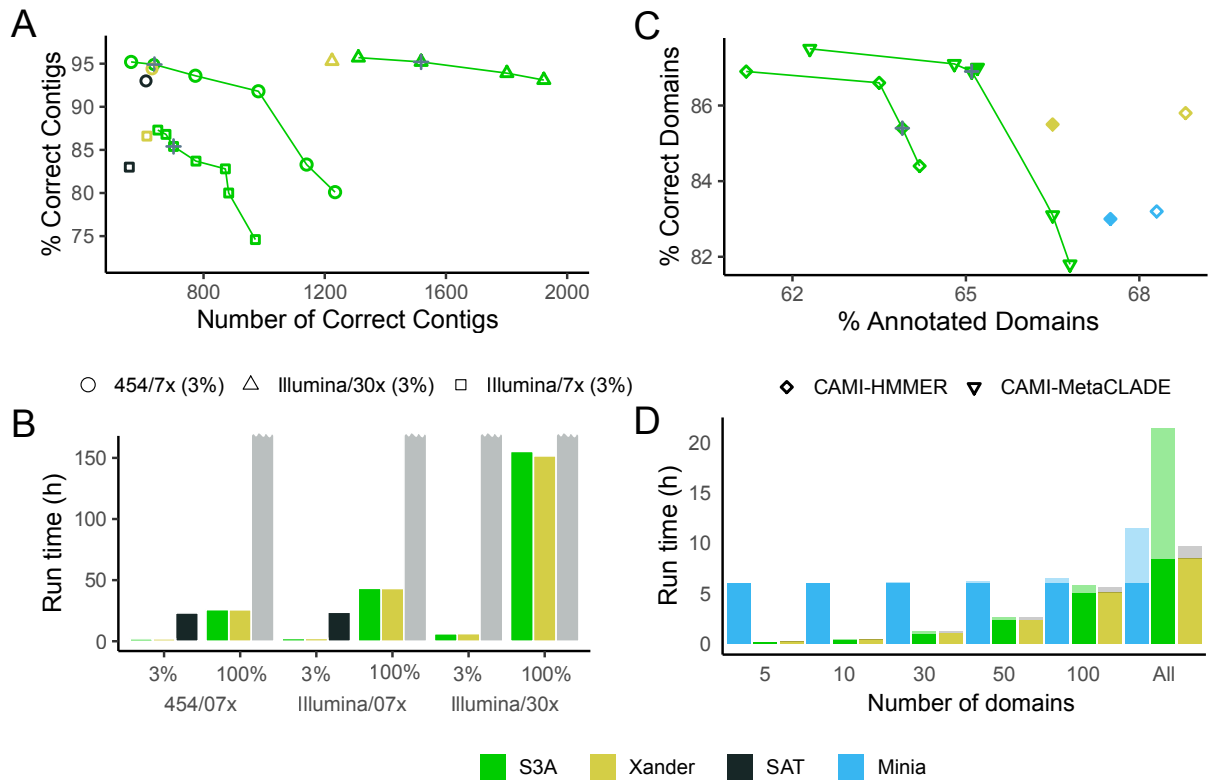 A
% Correct Contigs
95
90
85
80
75
800 1200 1600 2000
Number of Correct Contigs
454/7x (3%) Illumina/30x (3%) Illumina/7x (3%)
C
% Correct Domains
86
84
82
62 65 68
% Annotated Domains
CAMI-HMMER CAMI-MetaCLADE
B
Run time (h)
150
100
50
0
3% 100% 3% 100% 3% 100%
454/07x Illumina/07x Illumina/30x
D
Run time (h)
20
15
10
5
0
5 10 30 50 100 All
Number of domains
S3A Xander SAT Minia